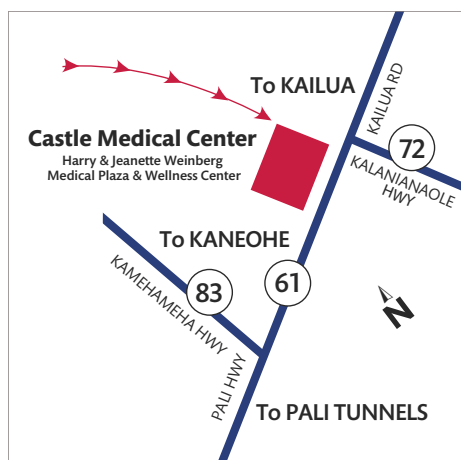 To KAILUA
KAILUA RD
Castle Medical Center
Harry & Jeanette Weinberg
Medical Plaza & Wellness Center
72
KALANIANAOLE
HWY
To KANEOHE
KAMEHAMEHA HWY
83
61
N
PALI HWY
To PALI TUNNELS